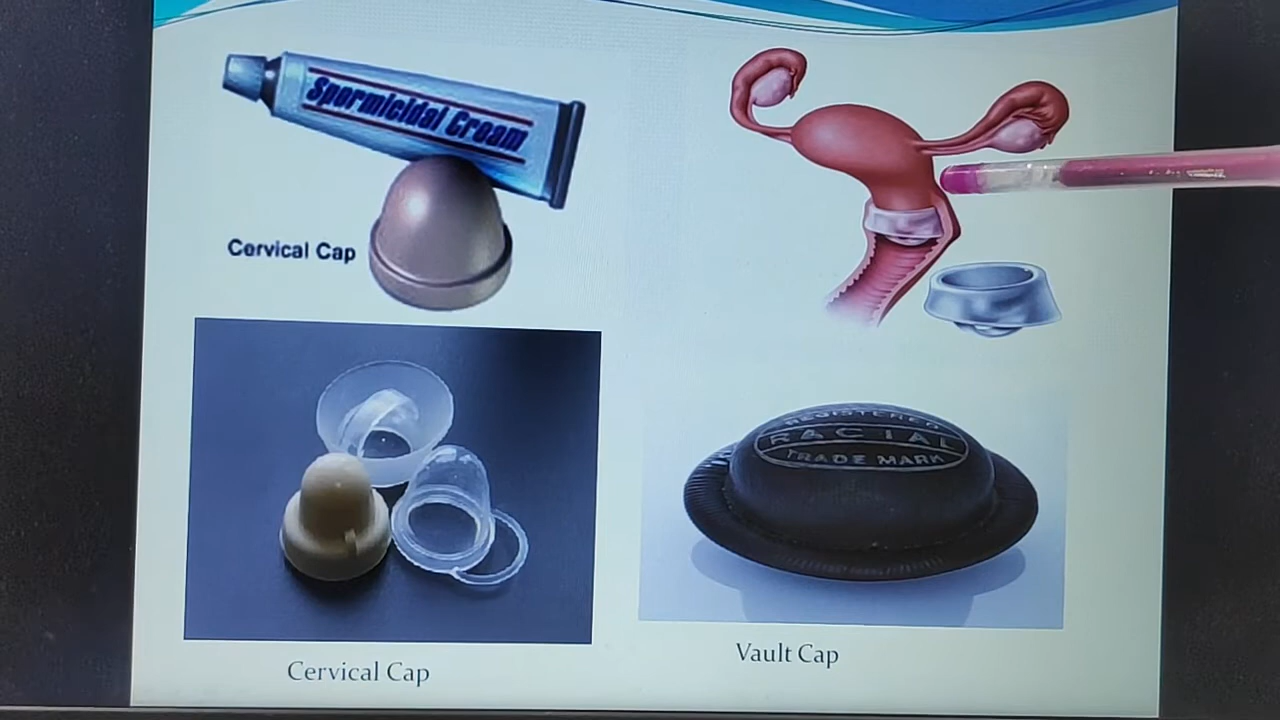 Spermicidal Cream
Cervical Cap
REGISTERED
RACIAL
TRADE MARK
Cervical Cap
Vault Cap